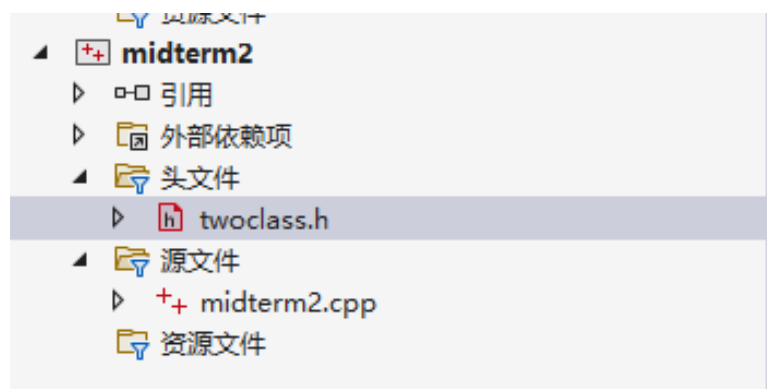 资源文件
midterm2
引用
外部依赖项
头文件
twoclass.h
源文件
midterm2.cpp
资源文件